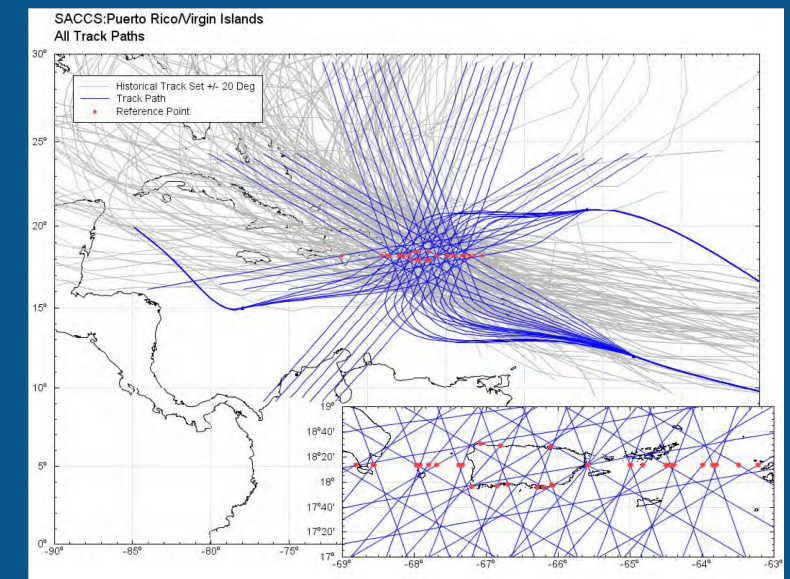 SACCS:Puerto Rico/Virgin Islands
All Track Paths
30°
Historical Track Set +/- 20 Deg
Track Path
Reference Point
25°
20°
15°
10°
5°
0°
-90° -85° -80° -75°
19°
18°40'
18°20'
18°
17°40'
17°20'
17°
-69° -68° -67° -66° -65° -64° -63°